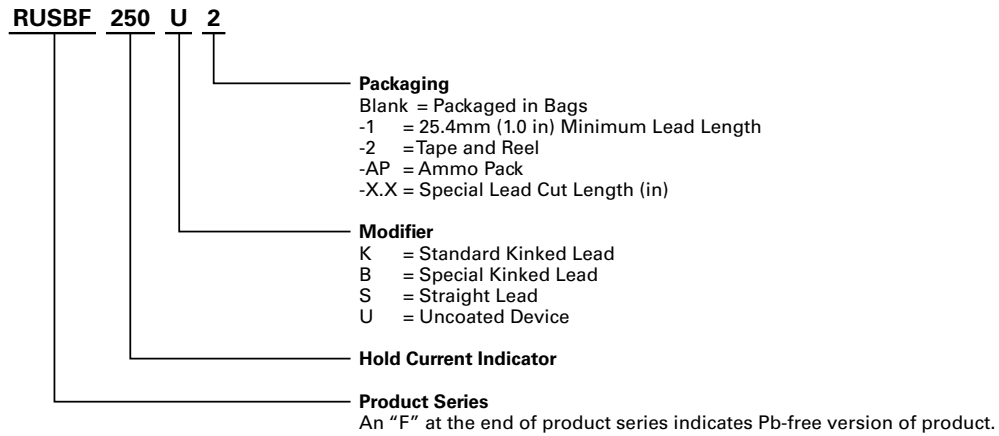 RUSBF 250 U 2
Packaging
Blank = Packaged in Bags
-1 = 25.4mm (1.0 in) Minimum Lead Length
-2 =Tape and Reel
-AP = Ammo Pack
-X.X = Special Lead Cut Length (in)
Modifier
K = Standard Kinked Lead
B = Special Kinked Lead
S = Straight Lead
U = Uncoated Device
Hold Current Indicator
Product Series
An “F” at the end of product series indicates Pb-free version of product.